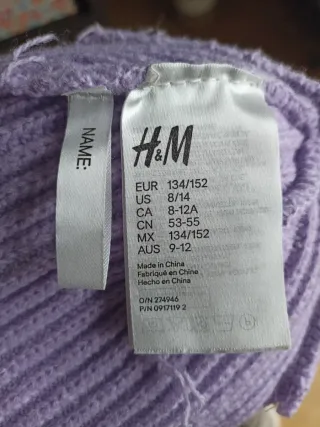 NAME:
H&M
EUR 134/152
US 8/14
CA 8-12A
CN 53-55
MX 134/152
AUS 9-12
Made in China
Fabriqué en Chine
Hecho en China
O/N 274946
P/N 0917119 2